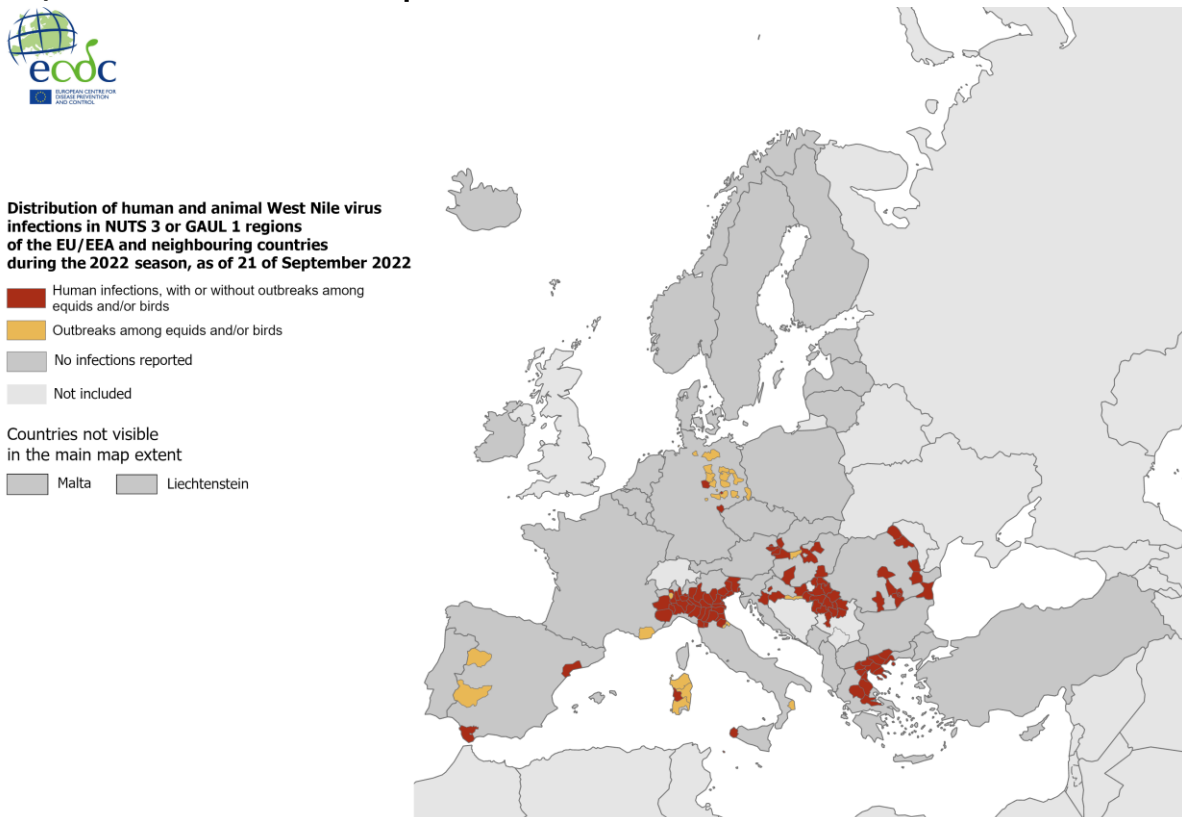 ecdc
EUROPEAN CENTRE FOR
DISEASE PREVENTION
AND CONTROL
Distribution of human and animal West Nile virus
infections in NUTS 3 or GAUL 1 regions
of the EU/EEA and neighbouring countries
during the 2022 season, as of 21 of September 2022
Human infections, with or without outbreaks among
equids and/or birds
Outbreaks among equids and/or birds
No infections reported
Not included
Countries not visible
in the main map extent
Malta Liechtenstein